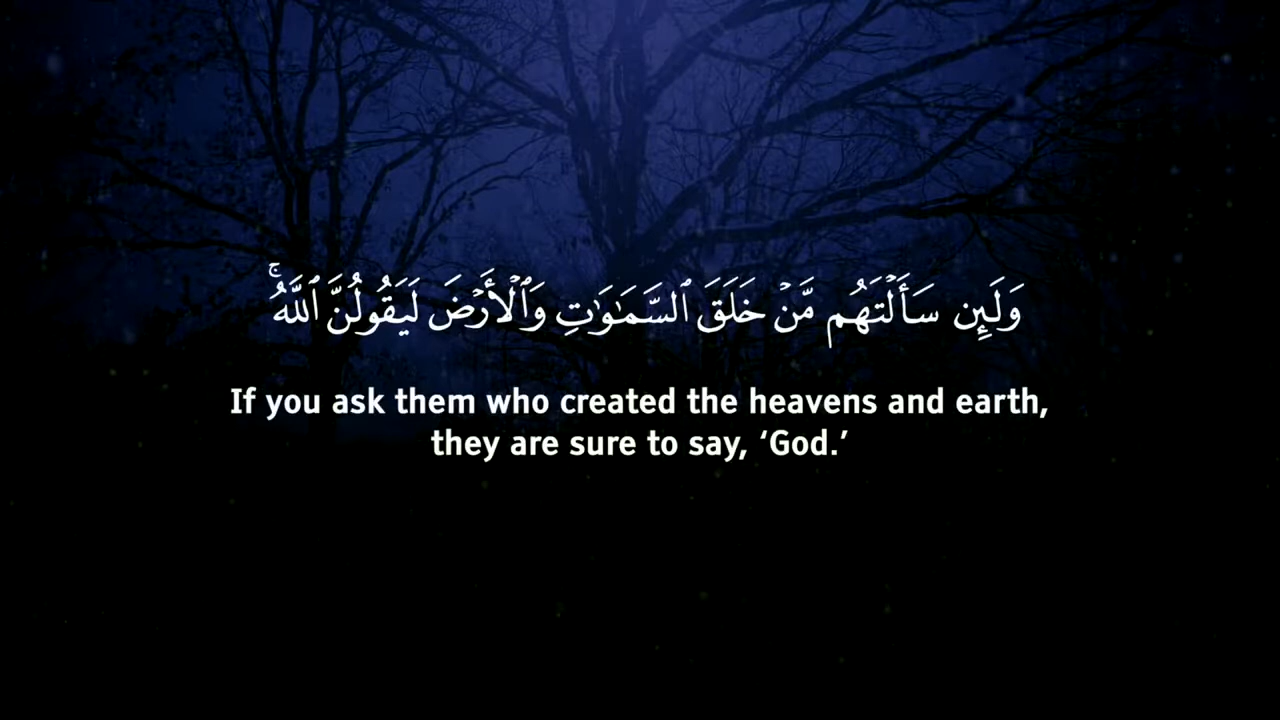 وَلَئِن سَأَلْتَهُم مَّنْ خَلَقَ ٱلسَّمَـٰوَٰتِ وَٱلْأَرْضَ لَيَقُولُنَّ ٱللَّهُ ۚ
If you ask them who created the heavens and earth,
they are sure to say, ‘God.’